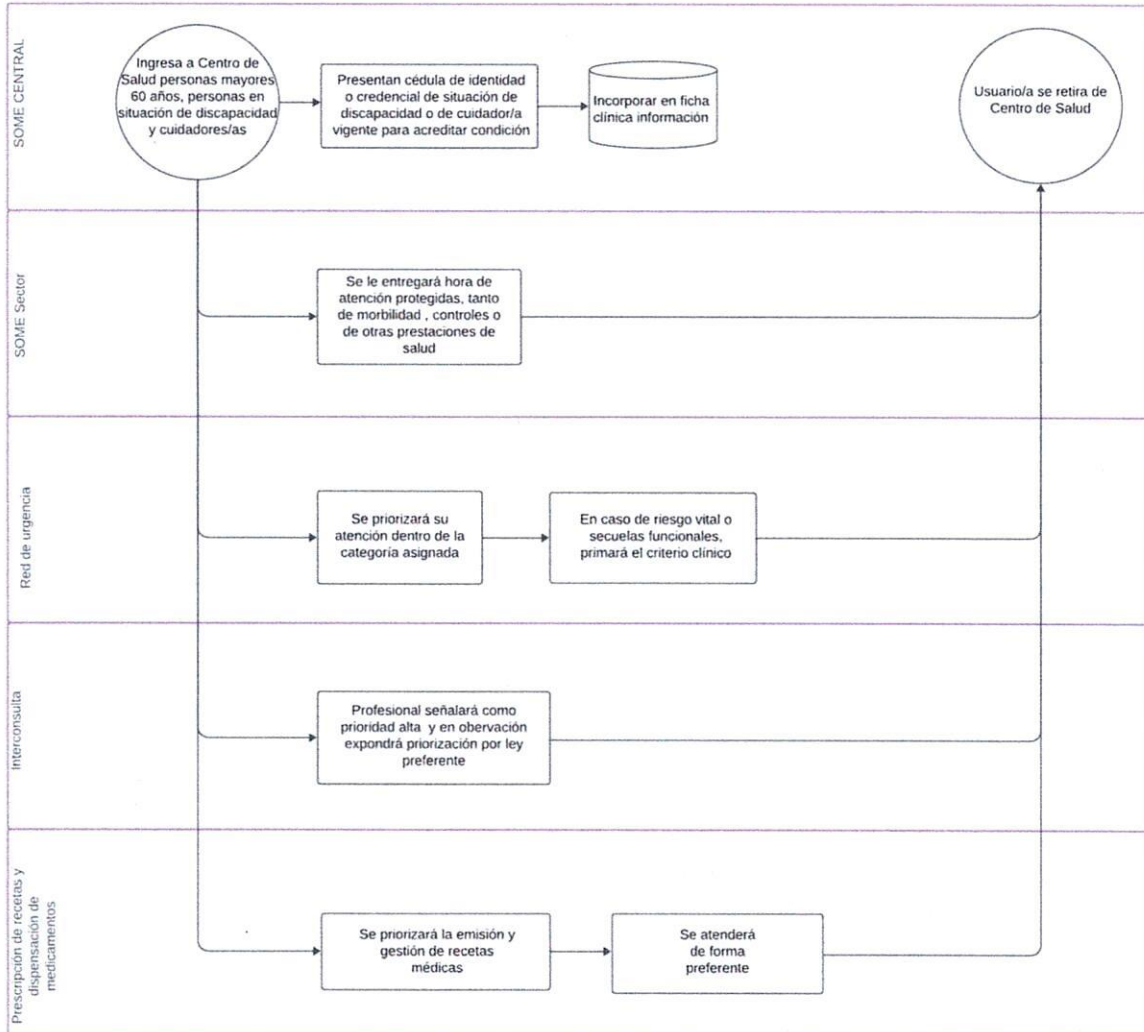 SOME CENTRAL
Ingresa a Centro de
Salud personas mayores
60 años, personas en
situación de discapacidad
y cuidadores/as
Presentan cédula de identidad
o credencial de situación de
discapacidad o de cuidador/a
vigente para acreditar condición
Incorporar en ficha
clínica información
Usuario/a se retira de
Centro de Salud
SOME Sector
Se le entregará hora de
atención protegidas, tanto
de morbilidad , controles o
de otras prestaciones de
salud
Red de urgencia
Se priorizará su
atención dentro de la
categoría asignada
En caso de riesgo vital o
secuelas funcionales,
primará el criterio clínico
Interconsulta
Profesional señalará como
prioridad alta y en obervación
expondrá priorización por ley
preferente
Prescripción de recetas y
dispensación de
medicamentos
Se priorizará la emisión y
gestión de recetas
médicas
Se atenderá
de forma
preferente